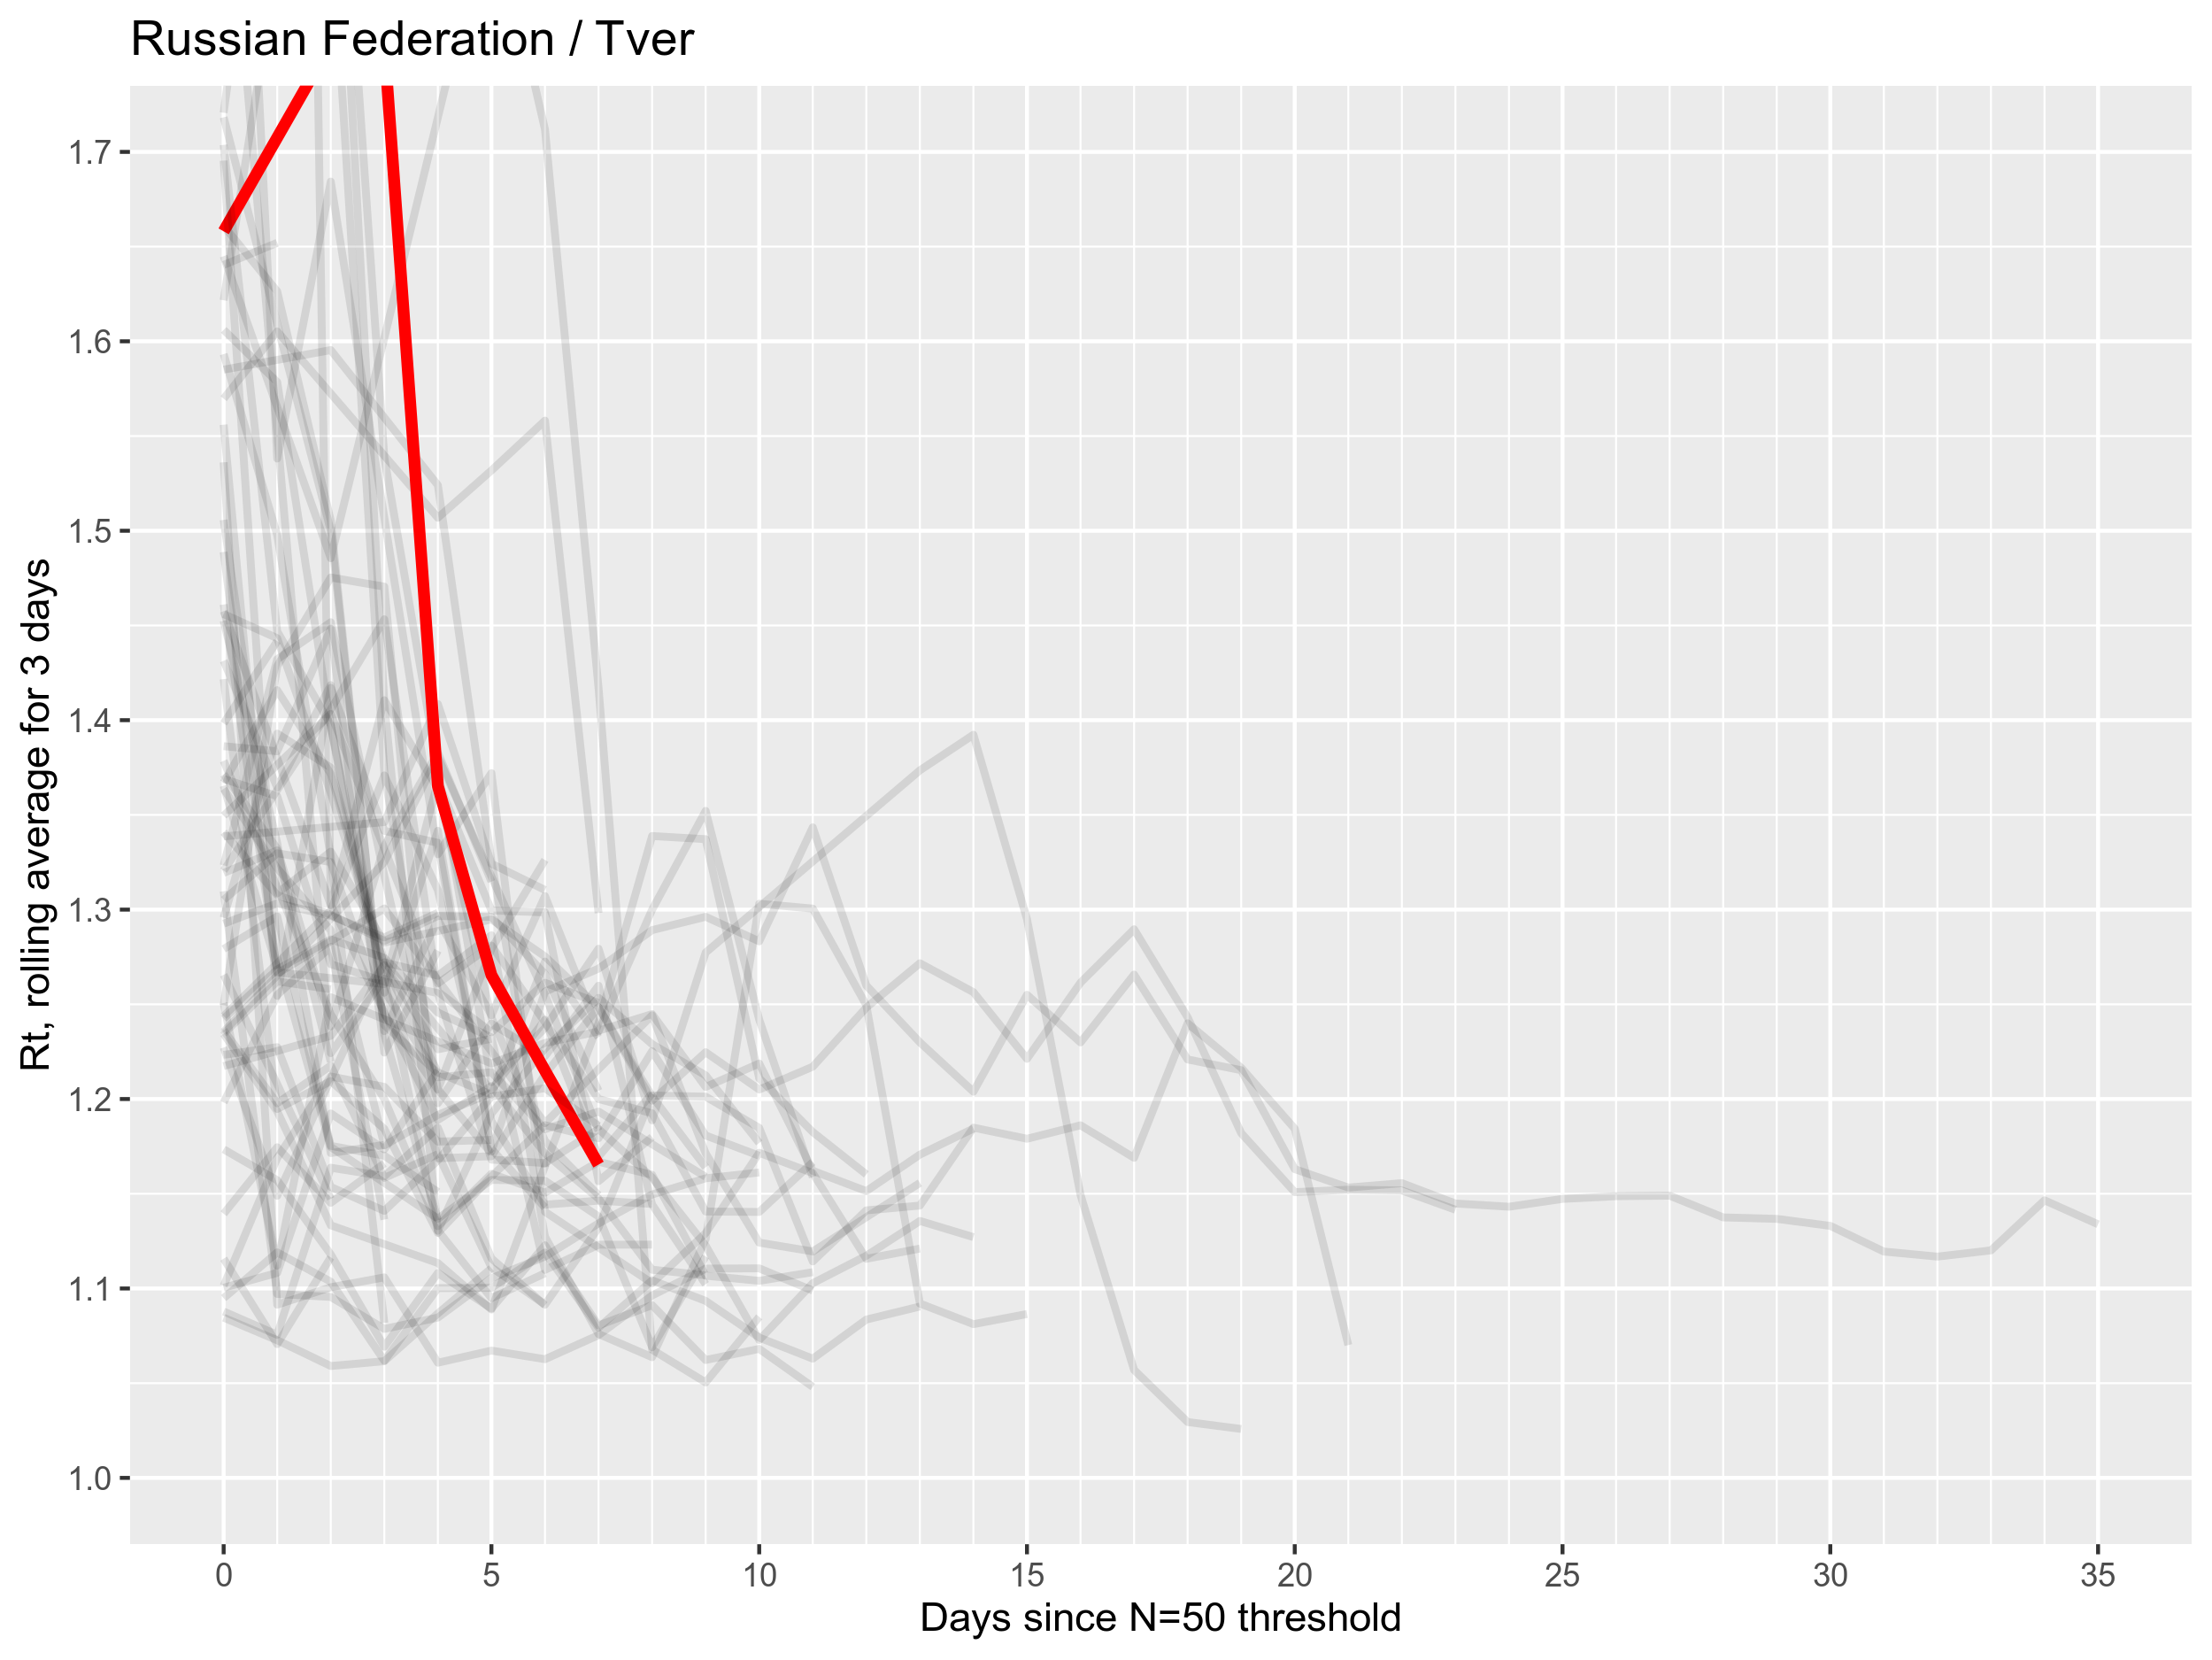 Russian Federation / Tver
Rt, rolling average for 3 days
1.7
1.6
1.5
1.4
1.3
1.2
1.1
1.0
0 5 10 15 20 25 30 35
Days since N=50 threshold